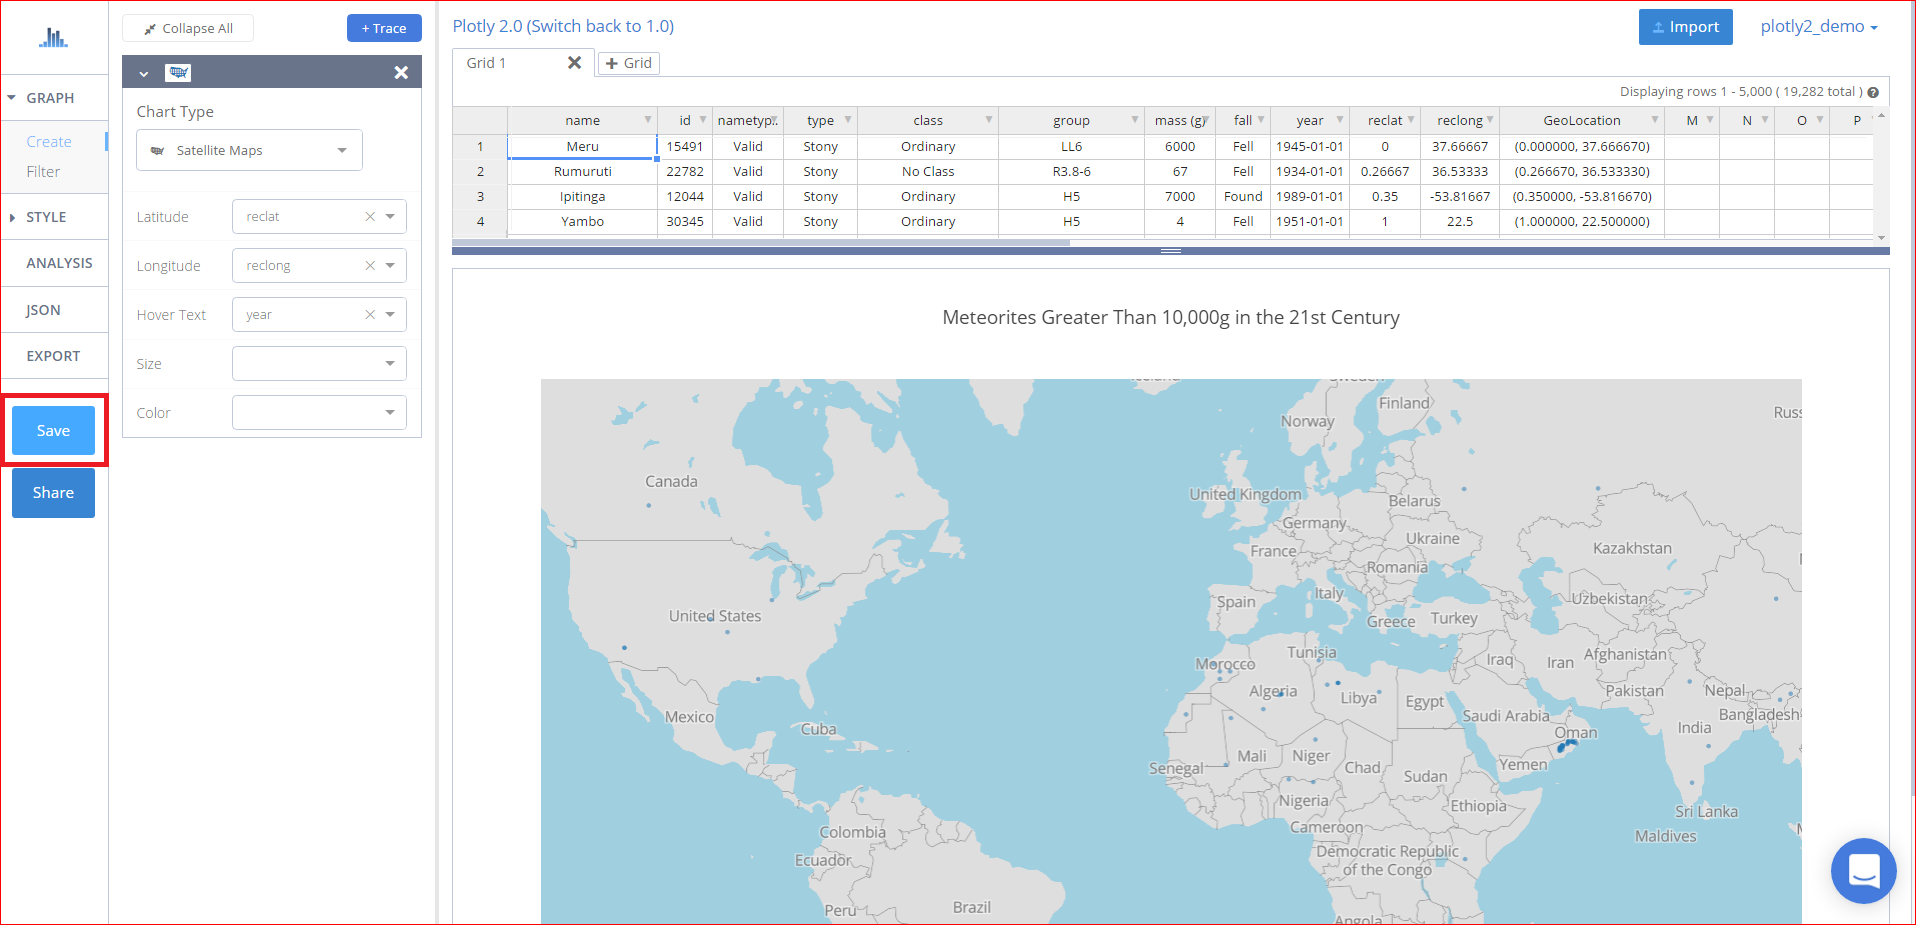 Collapse All
+ Trace
Plotly 2.0 (Switch back to 1.0)
Import
plotly2_demo
Grid 1
Grid
GRAPH
Create
Filter
STYLE
ANALYSIS
JSON
EXPORT
Save
Share
Chart Type
Satellite Maps
Latitude reclat
Longitude reclong
Hover Text year
Size
Color
Displaying rows 1 - 5,000 ( 19,282 total )
name id nametyp.. type class group mass (g) fall year reclat reclong GeoLocation M N O P
1 Meru 15491 Valid Stony Ordinary LL6 6000 Fell 1945-01-01 0 37.66667 (0.000000, 37.666670)
2 Rumuruti 22782 Valid Stony No Class R3.8-6 67 Fell 1934-01-01 0.26667 36.53333 (0.266670, 36.533330)
3 Ipitinga 12044 Valid Stony Ordinary H5 7000 Found 1989-01-01 0.35 -53.81667 (0.350000, -53.816670)
4 Yambo 30345 Valid Stony Ordinary H5 4 Fell 1951-01-01 1 22.5 (1.000000, 22.500000)
Meteorites Greater Than 10,000g in the 21st Century
Iceland
Sweden
Finland
Norway
Russ
Canada
United Kingdom
Belarus
Germany
Ukraine
France
Kazakhstan
Romania
Italy
Uzbekistan
Spain
United States
Greece
Turkey
Tunisia
Morocco
Iraq
Iran
Afghanistan
Algeria
Libya
Egypt
Pakistan
Nepal
Mexico
Saudi Arabia
Bangladesh
Cuba
India
Oman
Mali
Niger
Senegal
Chad
Yemen
Sudan
Nigeria
Ethiopia
Sri Lanka
Colombia
Cameroon
Maldives
Ecuador
Democratic Republic
of the Congo
Peru
Brazil
Angola